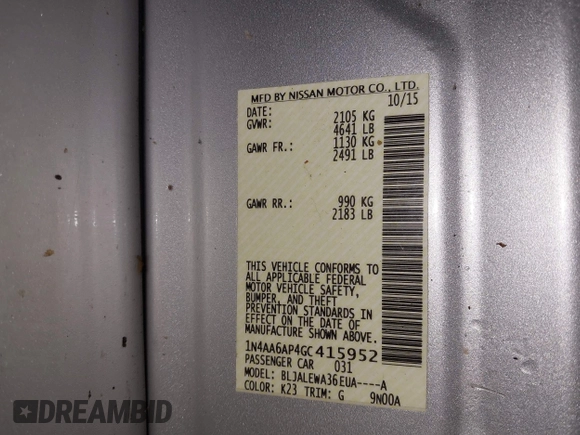 MFD BY NISSAN MOTOR CO., LTD.
DATE: 10/15
GVWR: 2105 KG
4641 LB
GAWR FR.: 1130 KG
2491 LB
GAWR RR.: 990 KG
2183 LB
THIS VEHICLE CONFORMS TO
ALL APPLICABLE FEDERAL
MOTOR VEHICLE SAFETY,
BUMPER, AND THEFT
PREVENTION STANDARDS IN
EFFECT ON THE DATE OF
MANUFACTURE SHOWN ABOVE.
1N4AA6AP4GC415952
PASSENGER CAR 031
MODEL: BLJALEWA36EUA----A
COLOR: K23 TRIM: G 9N00A
DREAMBID